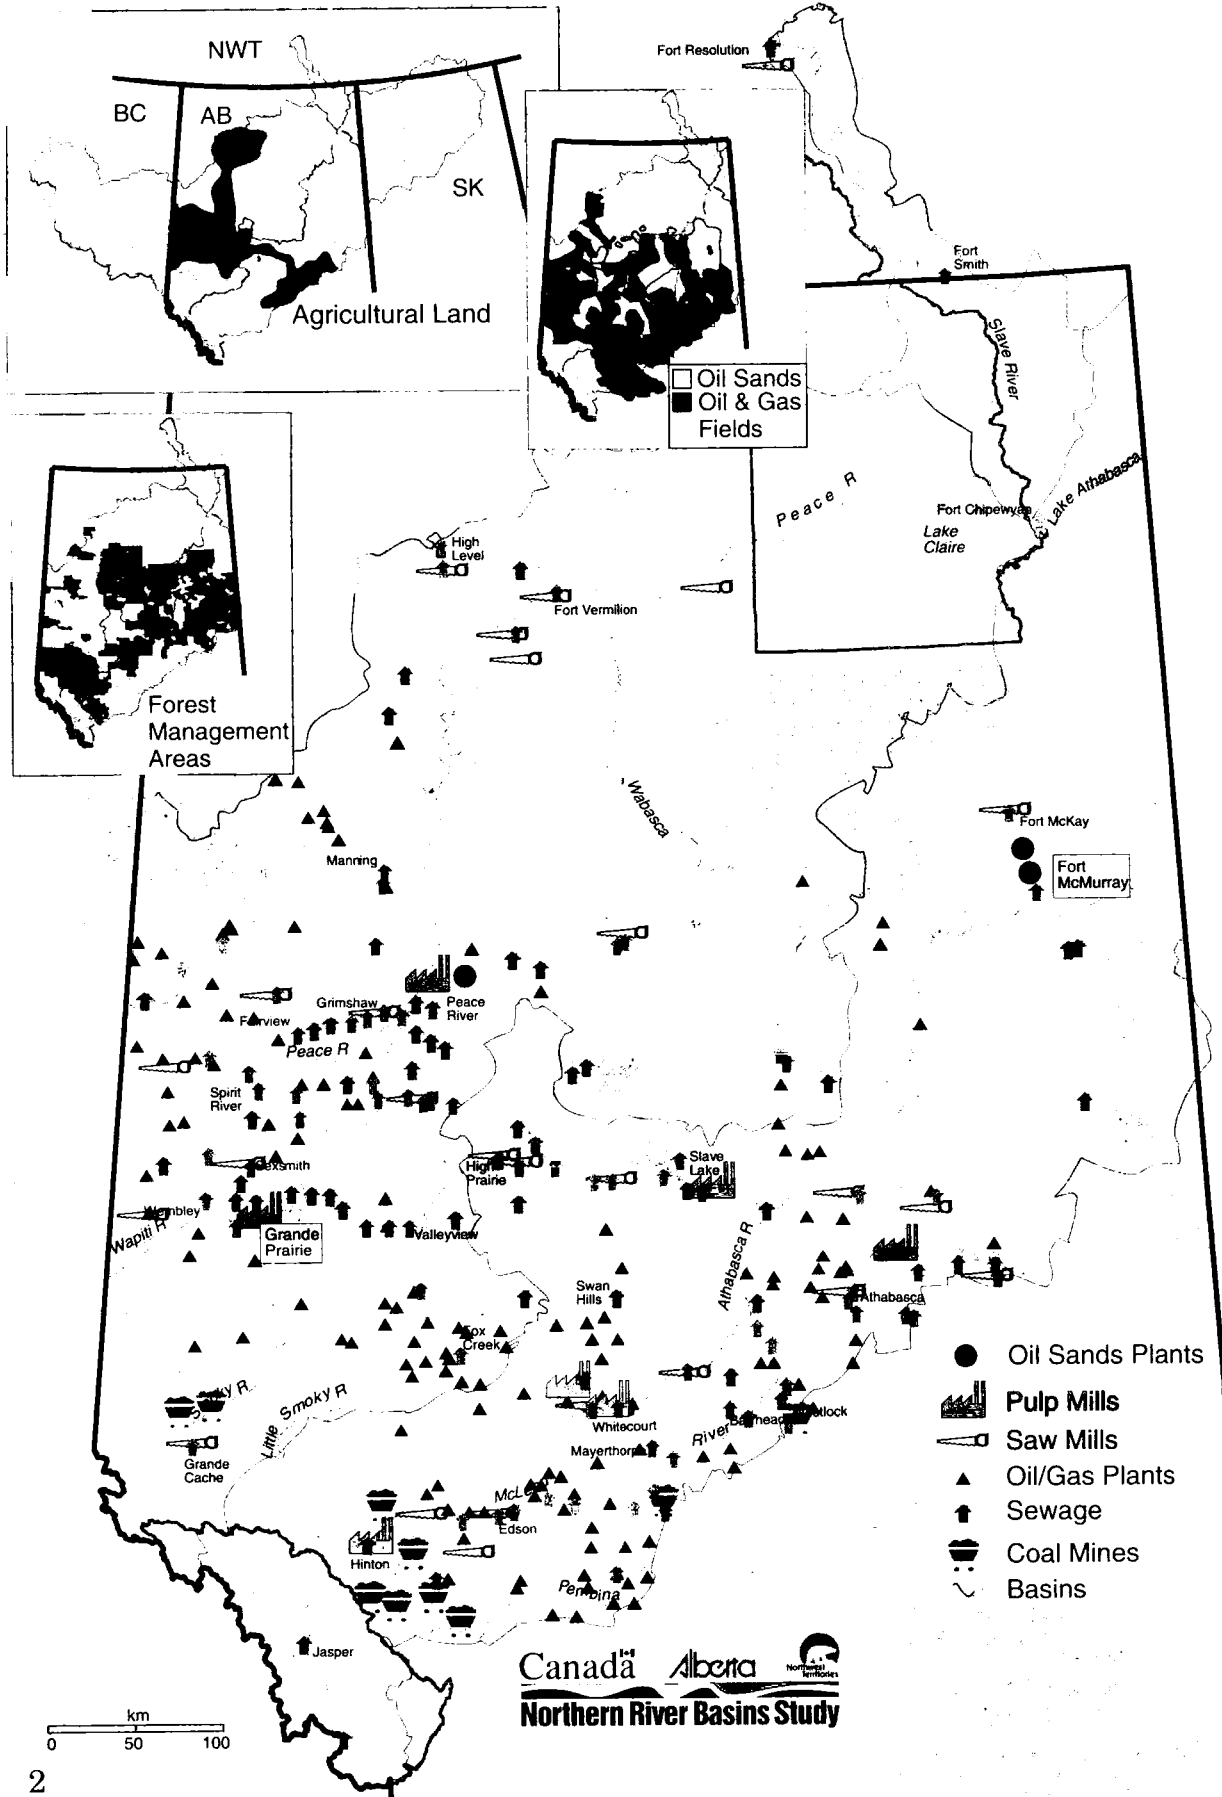 NWT
BC
AB
SK
Agricultural Land
Oil Sands
Oil & Gas
Fields
Forest
Management
Areas
Fort Resolution
Fort
Smith
Slave River
Lake Athabasca
Peace R
Fort Chipewyan
Lake
Claire
High
Level
Fort Vermilion
Wabasca
Fort McKay
Fort
McMurray
Manning
Grimshaw
Peace
River
Fairview
Peace R
Spirit
River
Sexsmith
High
Prairie
Slave
Lake
Wembley
Wapiti R
Grande
Prairie
Valleyview
Athabasca R
Swan
Hills
Athabasca
Fox
Creek
Smoky R
Little Smoky R
Grande
Cache
Whitecourt
Mayerthorpe
River
Barrhead
Westlock
McLeod
Edson
Hinton
Pembina
Jasper
Oil Sands Plants
Pulp Mills
Saw Mills
Oil/Gas Plants
Sewage
Coal Mines
Basins
Canada
Alberta
Northwest
Territories
Northern River Basins Study
km
0 50 100
2